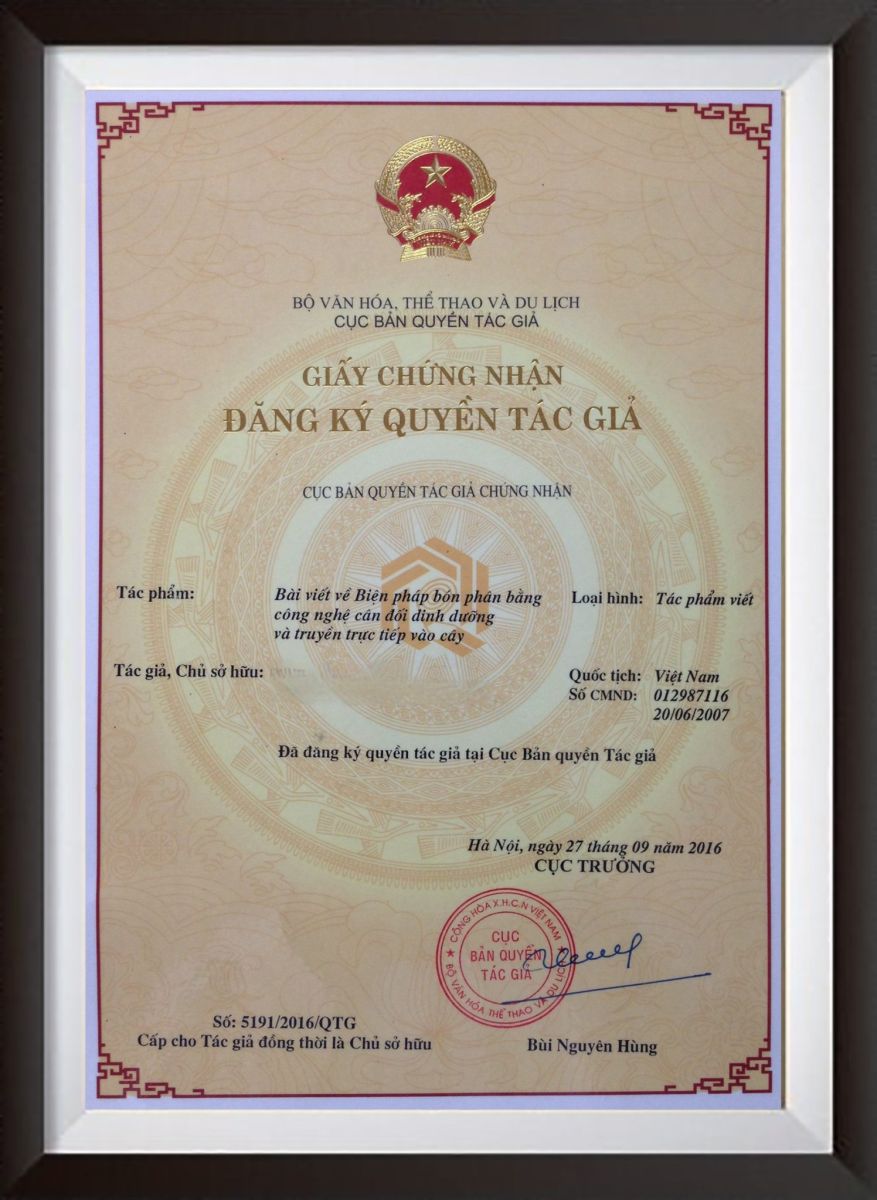 BỘ VĂN HÓA, THỂ THAO VÀ DU LỊCH
CỤC BẢN QUYỀN TÁC GIẢ
GIẤY CHỨNG NHẬN
ĐĂNG KÝ QUYỀN TÁC GIẢ
CỤC BẢN QUYỀN TÁC GIẢ CHỨNG NHẬN
Tác phẩm: Bài viết về Biện pháp bón phân bằng
công nghệ cân đối dinh dưỡng
và truyền trực tiếp vào cây
Loại hình: Tác phẩm viết
Tác giả, Chủ sở hữu:
Quốc tịch: Việt Nam
Số CMND: 012987116
20/06/2007
Đã đăng ký quyền tác giả tại Cục Bản quyền Tác giả
Hà Nội, ngày 27 tháng 09 năm 2016
CỤC TRƯỞNG
CỘNG HÒA X.H.C.N VIỆT NAM
CỤC
BẢN QUYỀN
TÁC GIẢ
BỘ VĂN HÓA THỂ THAO VÀ DU LỊCH
Số: 5191/2016/QTG
Cấp cho Tác giả đồng thời là Chủ sở hữu
Bùi Nguyên Hùng